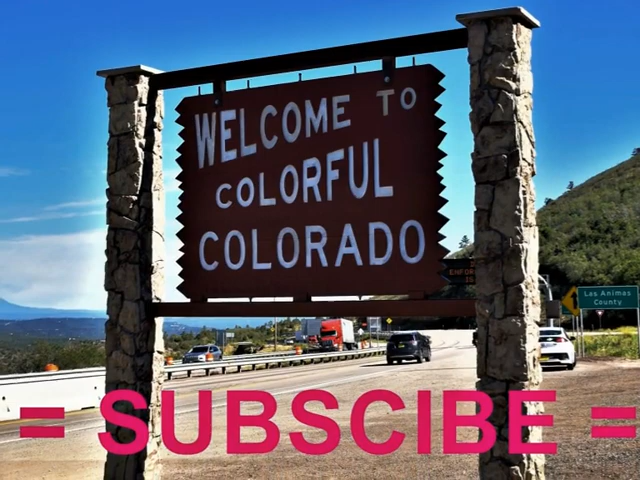 WELCOME TO
COLORFUL
COLORADO
Las Animas
County
= SUBSCIBE =